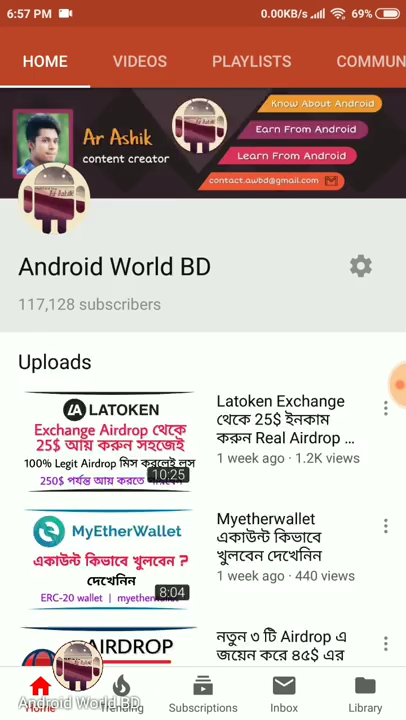 6:57 PM
0.00KB/s
69%
HOME
VIDEOS
PLAYLISTS
COMMUN
Know About Android
Ar Ashik
Earn From Android
content creator
Learn From Android
contact.awbd@gmail.com
Android World BD
117,128 subscribers
Uploads
LA LATOKEN
Exchange Airdrop থেকে
25$ আয় করুন সহজেই
100% Legit Airdrop মিস করলেই লস
250$ পর্যন্ত আয় করতে
10:25
Latoken Exchange
থেকে 25$ ইনকাম
করুন Real Airdrop ...
1 week ago · 1.2K views
MyEtherWallet
একাউন্ট কিভাবে খুলবেন ?
দেখেনিন
ERC-20 wallet | myetherwallet
8:04
Myetherwallet
একাউন্ট কিভাবে
খুলবেন দেখেনিন
1 week ago · 440 views
AIRDROP
নতুন ৩ টি Airdrop এ
জয়েন করে ৪৫$ এর
Home
Trending
Subscriptions
Inbox
Library
Android World BD